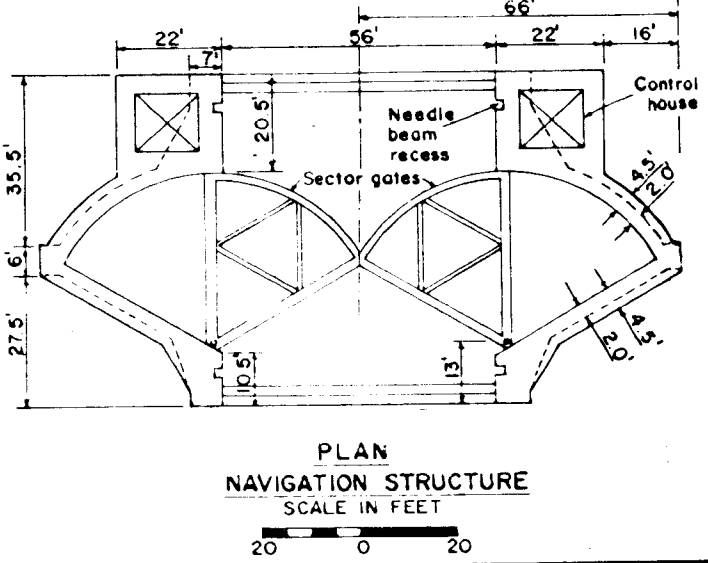 66'
22'
56'
22'
16'
7'
Control
house
Needle
beam
recess
20.5'
35.5'
Sector gates
4.5'
2.0'
6'
27.5'
10.5'
13'
2.0'
4.5'
PLAN
NAVIGATION STRUCTURE
SCALE IN FEET
20 0 20